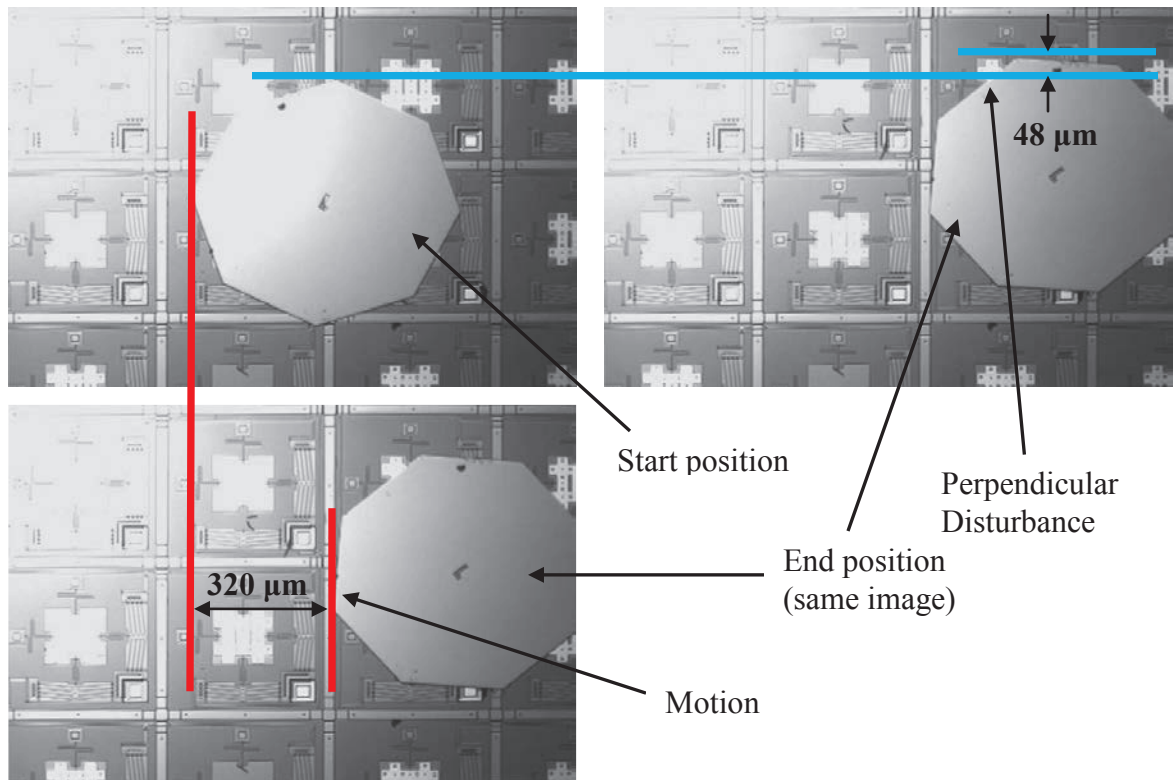 48 µm
Start position
Perpendicular
Disturbance
End position
(same image)
320 µm
Motion